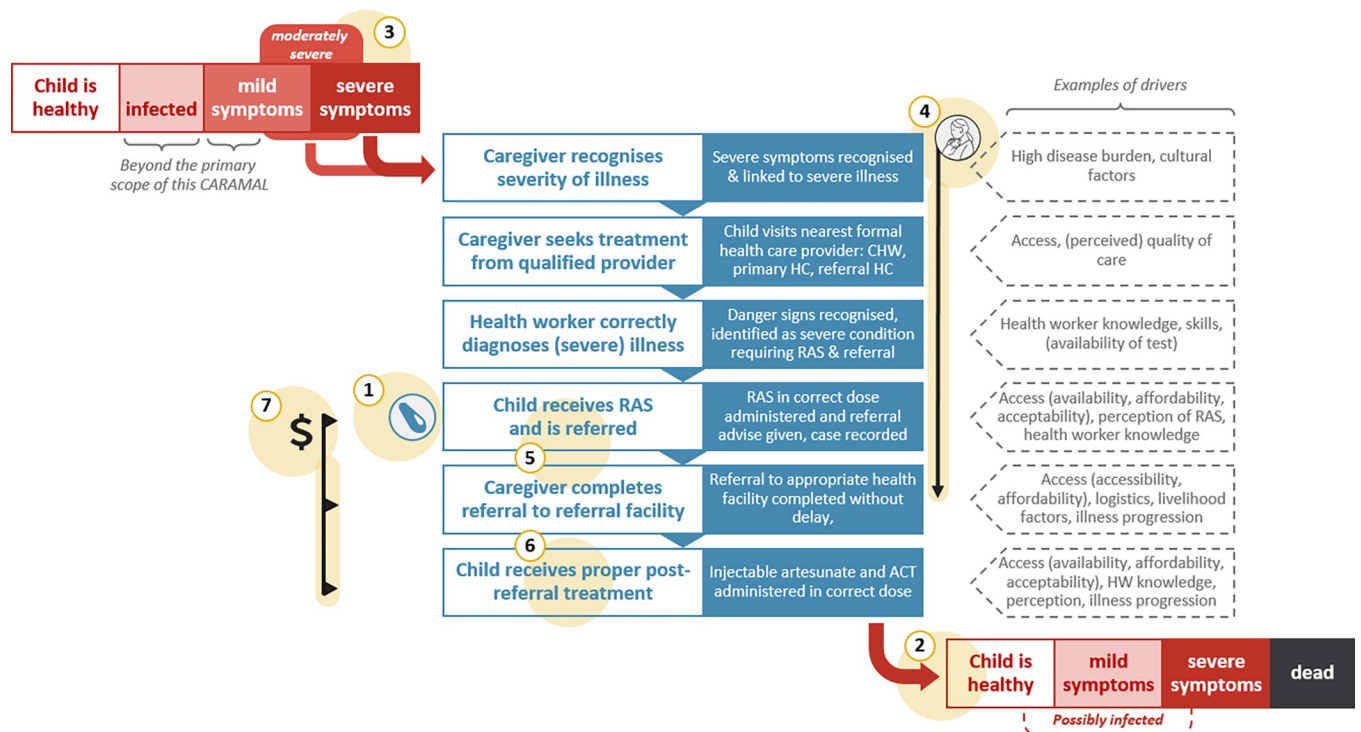 moderately
severe
3
Child is
healthy
infected
mild
symptoms
severe
symptoms
Beyond the primary
scope of this CARAMAL
4
Examples of drivers
Caregiver recognises
severity of illness
Severe symptoms recognised
& linked to severe illness
High disease burden, cultural
factors
Caregiver seeks treatment
from qualified provider
Child visits nearest formal
health care provider: CHW,
primary HC, referral HC
Access, (perceived) quality of
care
Health worker correctly
diagnoses (severe) illness
Danger signs recognised,
identified as severe condition
requiring RAS & referral
Health worker knowledge, skills,
(availability of test)
7
$
1
Child receives RAS
and is referred
RAS in correct dose
administered and referral
advise given, case recorded
Access (availability, affordability,
acceptability), perception of RAS,
health worker knowledge
5
Caregiver completes
referral to referral facility
Referral to appropriate health
facility completed without
delay,
Access (accessibility,
affordability), logistics, livelihood
factors, illness progression
6
Child receives proper post-
referral treatment
Injectable artesunate and ACT
administered in correct dose
Access (availability, affordability,
acceptability), HW knowledge,
perception, illness progression
2
Child is
healthy
mild
symptoms
severe
symptoms
dead
Possibly infected